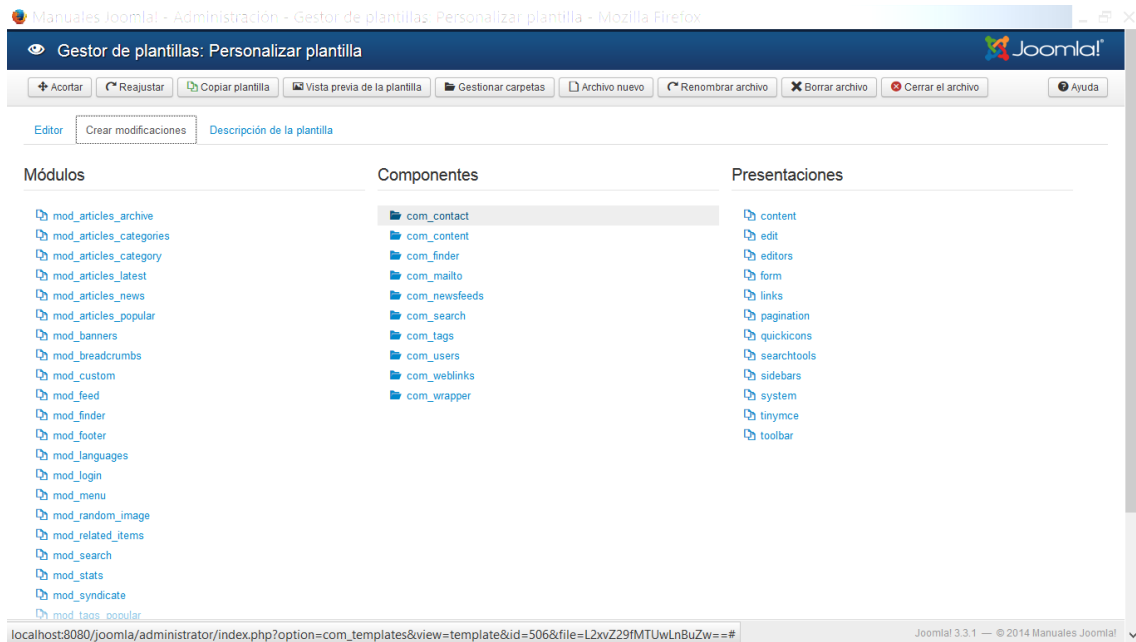 Manuales Joomla! - Administración - Gestor de plantillas: Personalizar plantilla - Mozilla Firefox
Gestor de plantillas: Personalizar plantilla
Joomla!
Acortar
Reajustar
Copiar plantilla
Vista previa de la plantilla
Gestionar carpetas
Archivo nuevo
Renombrar archivo
Borrar archivo
Cerrar el archivo
Ayuda
Editor
Crear modificaciones
Descripción de la plantilla
Módulos
mod_articles_archive
mod_articles_categories
mod_articles_category
mod_articles_latest
mod_articles_news
mod_articles_popular
mod_banners
mod_breadcrumbs
mod_custom
mod_feed
mod_finder
mod_footer
mod_languages
mod_login
mod_menu
mod_random_image
mod_related_items
mod_search
mod_stats
mod_syndicate
mod_tags_popular
Componentes
com_contact
com_content
com_finder
com_mailto
com_newsfeeds
com_search
com_tags
com_users
com_weblinks
com_wrapper
Presentaciones
content
edit
editors
form
links
pagination
quickicons
searchtools
sidebars
system
tinymce
toolbar
localhost:8080/joomla/administrator/index.php?option=com_templates&view=template&id=506&file=L2xvZ29fMTUwLnBuZw==#
Joomla! 3.3.1 — © 2014 Manuales Joomla!